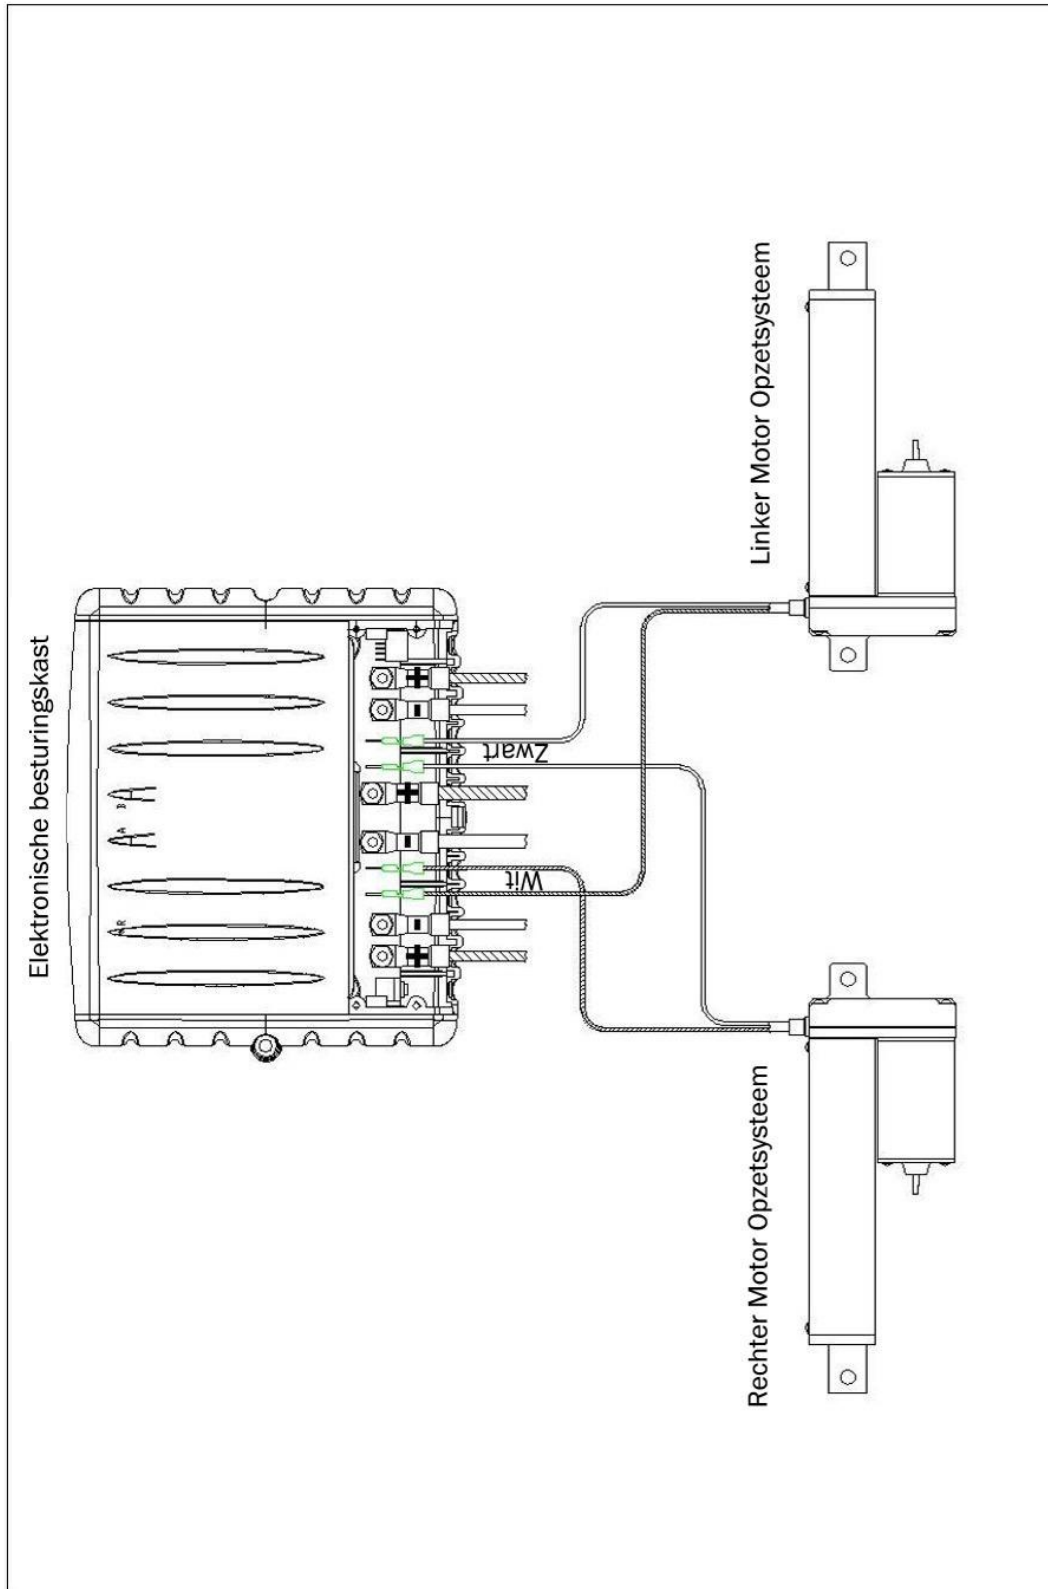 Elektronische besturingskast
B
A
R
Zwart
Wit
Linker Motor Opzetsysteem
Rechter Motor Opzetsysteem